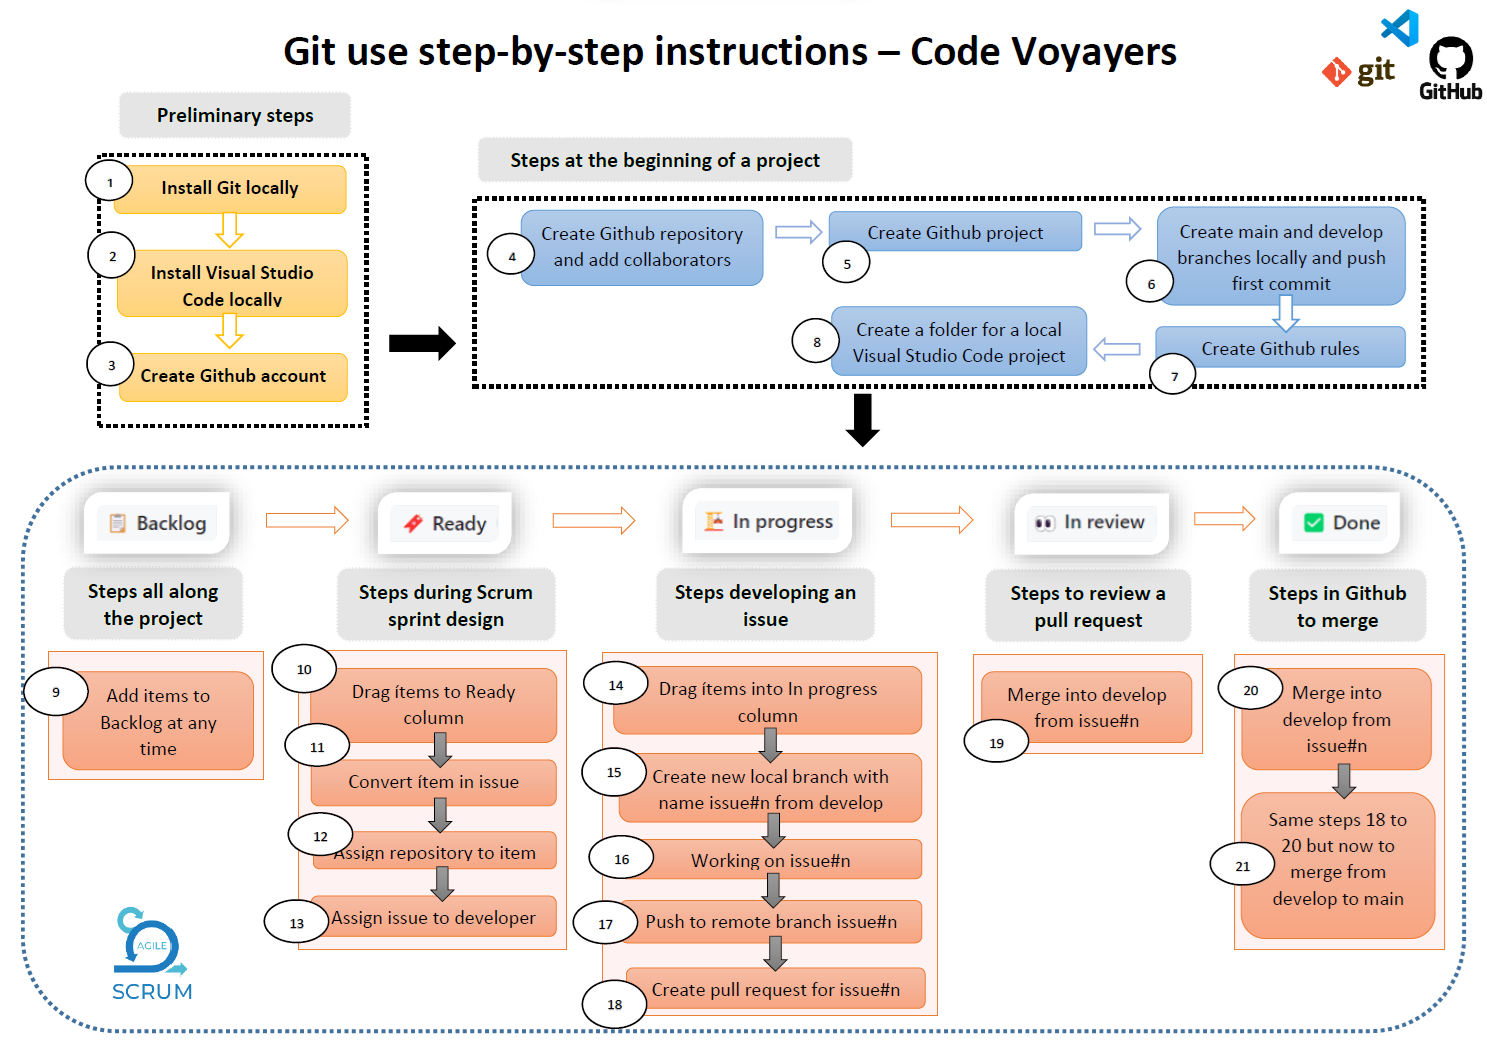 Git use step-by-step instructions – Code Voyayers
git
GitHub
Preliminary steps
1
Install Git locally
2
Install Visual Studio
Code locally
3
Create Github account
Steps at the beginning of a project
4
Create Github repository
and add collaborators
5
Create Github project
6
Create main and develop
branches locally and push
first commit
7
Create Github rules
8
Create a folder for a local
Visual Studio Code project
Backlog
Ready
In progress
In review
Done
Steps all along
the project
9
Add items to
Backlog at any
time
Steps during Scrum
sprint design
10
Drag ítems to Ready
column
11
Convert ítem in issue
12
Assign repository to item
13
Assign issue to developer
Steps developing an
issue
14
Drag ítems into In progress
column
15
Create new local branch with
name issue#n from develop
16
Working on issue#n
17
Push to remote branch issue#n
18
Create pull request for issue#n
Steps to review a
pull request
Merge into develop
from issue#n
19
Steps in Github
to merge
20
Merge into
develop from
issue#n
21
Same steps 18 to
20 but now to
merge from
develop to main
AGILE
SCRUM